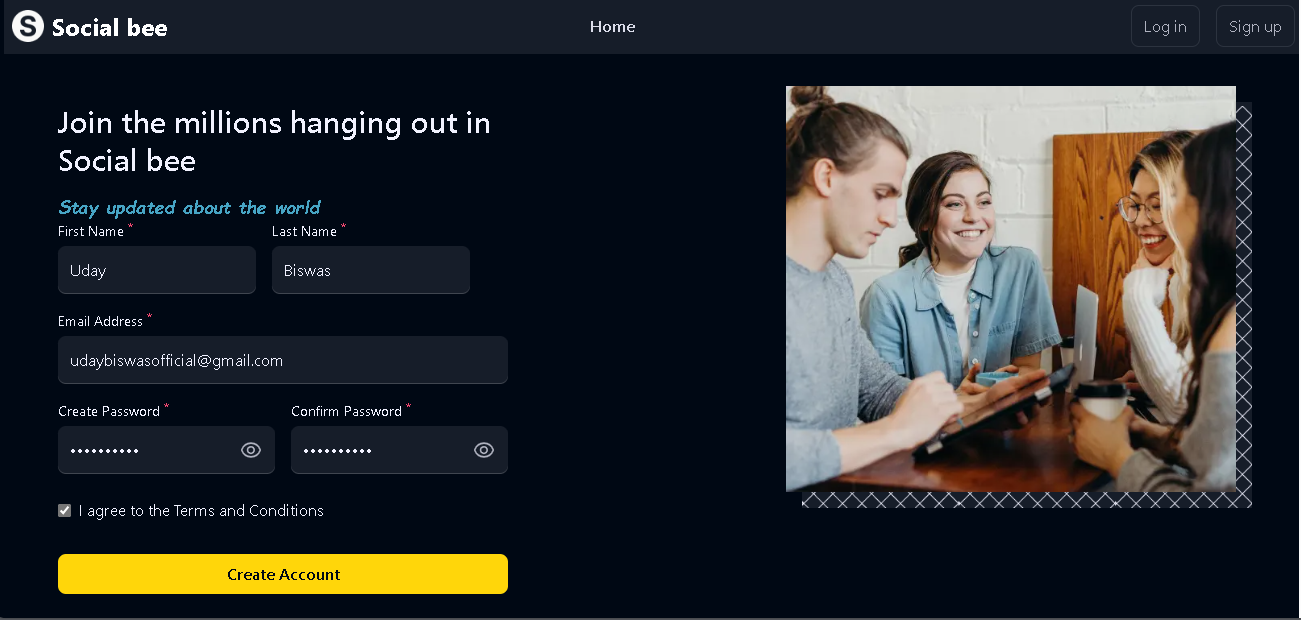 S Social bee
Home
Log in
Sign up
Join the millions hanging out in
Social bee
Stay updated about the world
First Name *
Last Name *
Uday
Biswas
Email Address *
udaybiswasofficial@gmail.com
Create Password *
Confirm Password *
••••••••••
••••••••••
I agree to the Terms and Conditions
Create Account